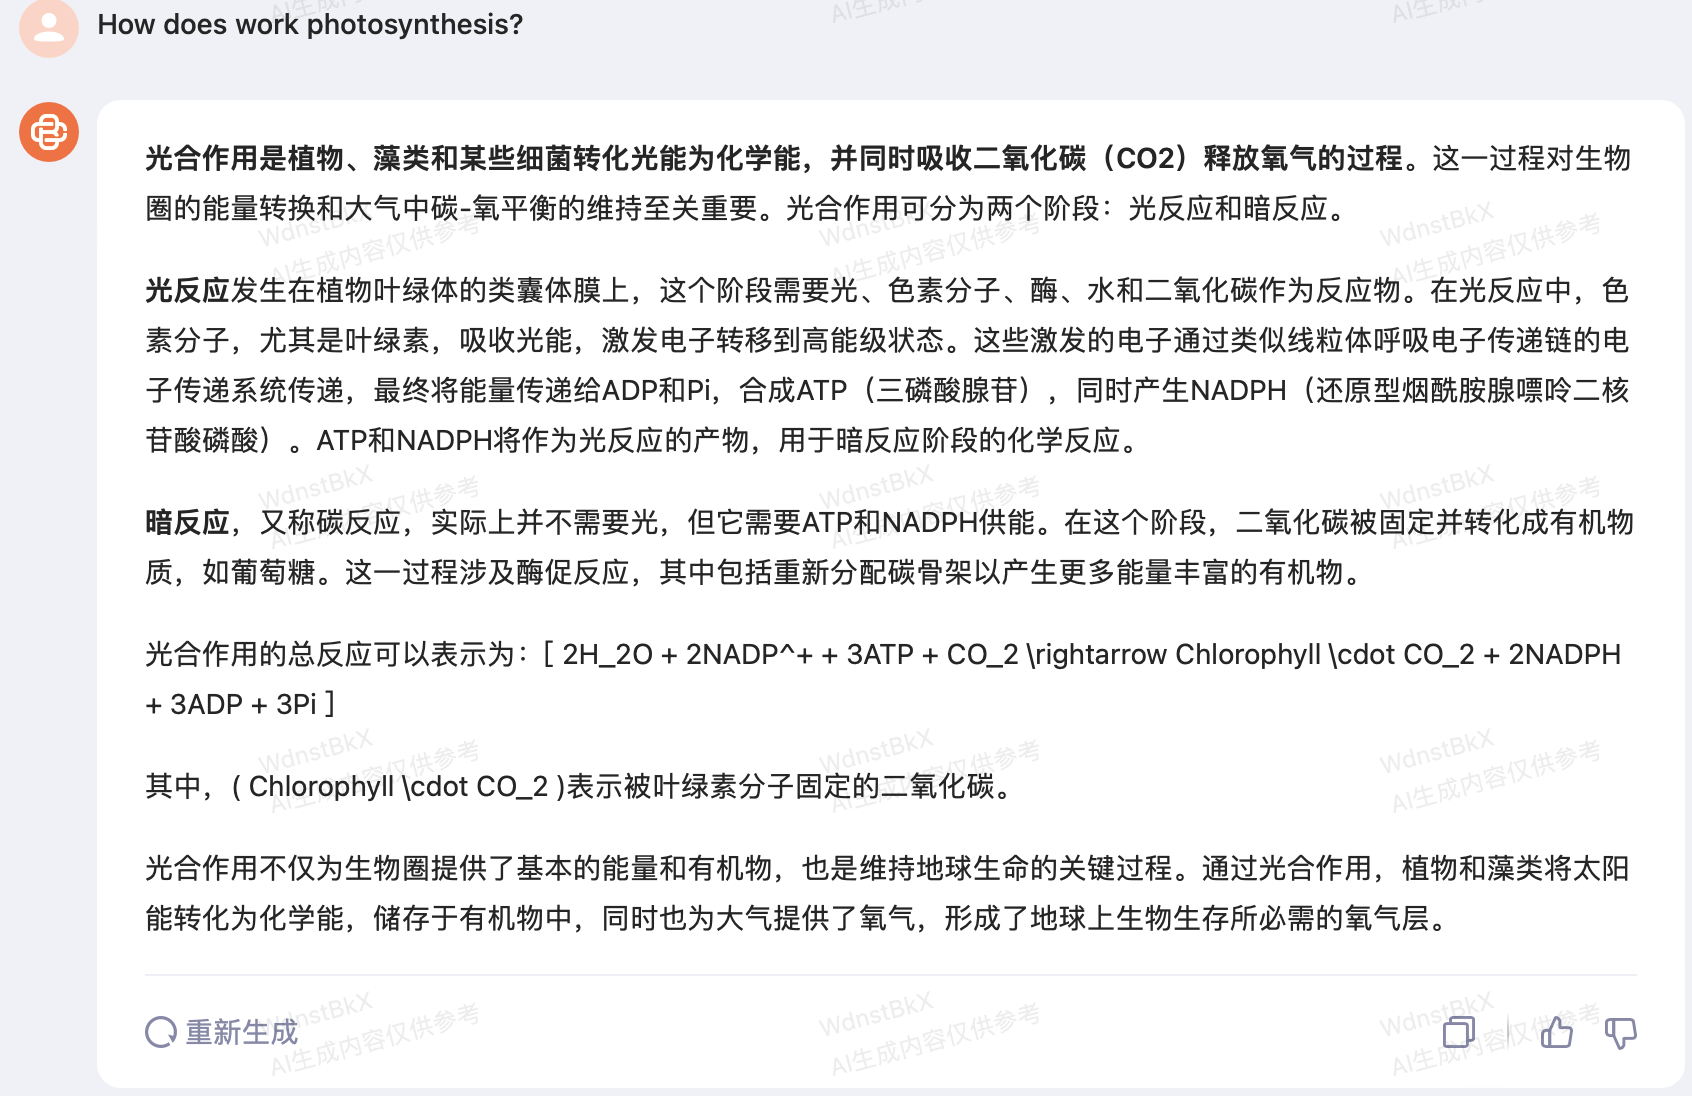 How does work photosynthesis?
光合作用是植物、藻类和某些细菌转化光能为化学能，并同时吸收二氧化碳（CO2）释放氧气的过程。这一过程对生物
圈的能量转换和大气中碳-氧平衡的维持至关重要。光合作用可分为两个阶段：光反应和暗反应。
光反应发生在植物叶绿体的类囊体膜上，这个阶段需要光、色素分子、酶、水和二氧化碳作为反应物。在光反应中，色
素分子，尤其是叶绿素，吸收光能，激发电子转移到高能级状态。这些激发的电子通过类似线粒体呼吸电子传递链的电
子传递系统传递，最终将能量传递给ADP和Pi，合成ATP（三磷酸腺苷），同时产生NADPH（还原型烟酰胺腺嘌呤二核
苷酸磷酸）。ATP和NADPH将作为光反应的产物，用于暗反应阶段的化学反应。
暗反应，又称碳反应，实际上并不需要光，但它需要ATP和NADPH供能。在这个阶段，二氧化碳被固定并转化成有机物
质，如葡萄糖。这一过程涉及酶促反应，其中包括重新分配碳骨架以产生更多能量丰富的有机物。
光合作用的总反应可以表示为：[ 2H_2O + 2NADP^+ + 3ATP + CO_2 \rightarrow Chlorophyll \cdot CO_2 + 2NADPH
+ 3ADP + 3Pi ]
其中，( Chlorophyll \cdot CO_2 )表示被叶绿素分子固定的二氧化碳。
光合作用不仅为生物圈提供了基本的能量和有机物，也是维持地球生命的关键过程。通过光合作用，植物和藻类将太阳
能转化为化学能，储存于有机物中，同时也为大气提供了氧气，形成了地球上生物生存所必需的氧气层。
重新生成
WdnstBkX
AI生成内容仅供参考